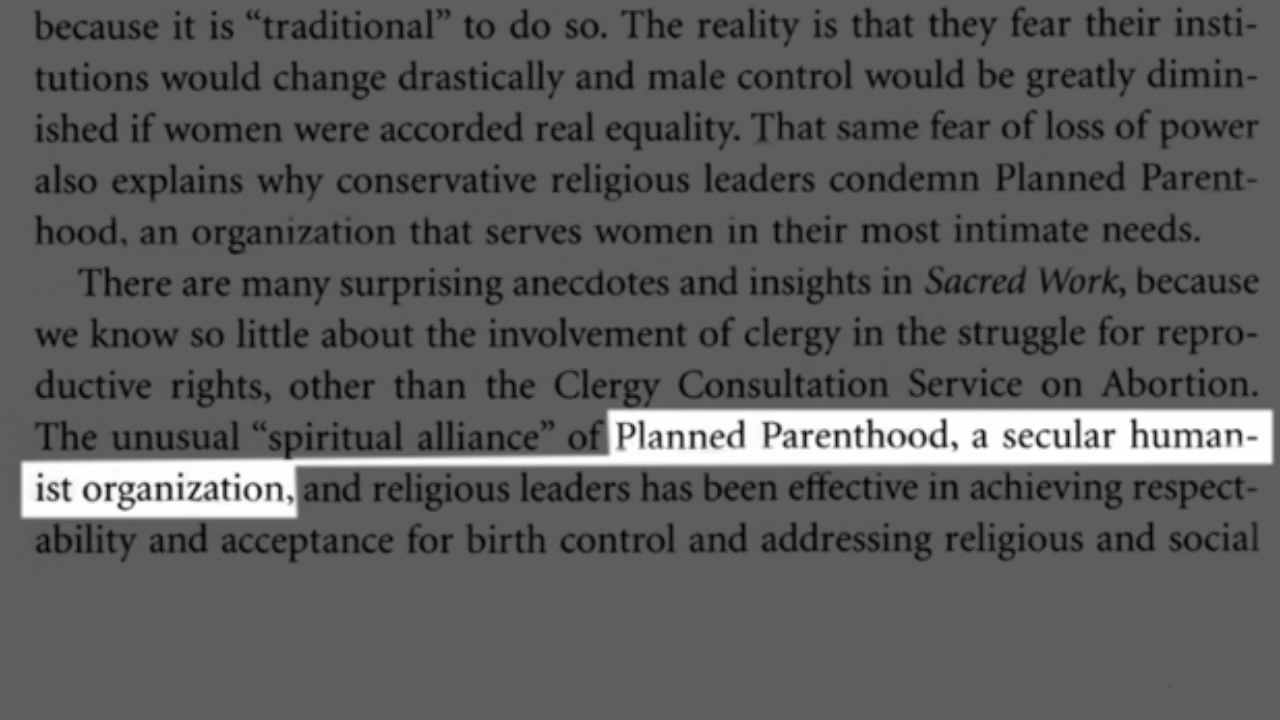 because it is “traditional” to do so. The reality is that they fear their insti-
tutions would change drastically and male control would be greatly dimin-
ished if women were accorded real equality. That same fear of loss of power
also explains why conservative religious leaders condemn Planned Parent-
hood, an organization that serves women in their most intimate needs.
There are many surprising anecdotes and insights in Sacred Work, because
we know so little about the involvement of clergy in the struggle for repro-
ductive rights, other than the Clergy Consultation Service on Abortion.
The unusual “spiritual alliance” of Planned Parenthood, a secular human-
ist organization, and religious leaders has been effective in achieving respect-
ability and acceptance for birth control and addressing religious and social